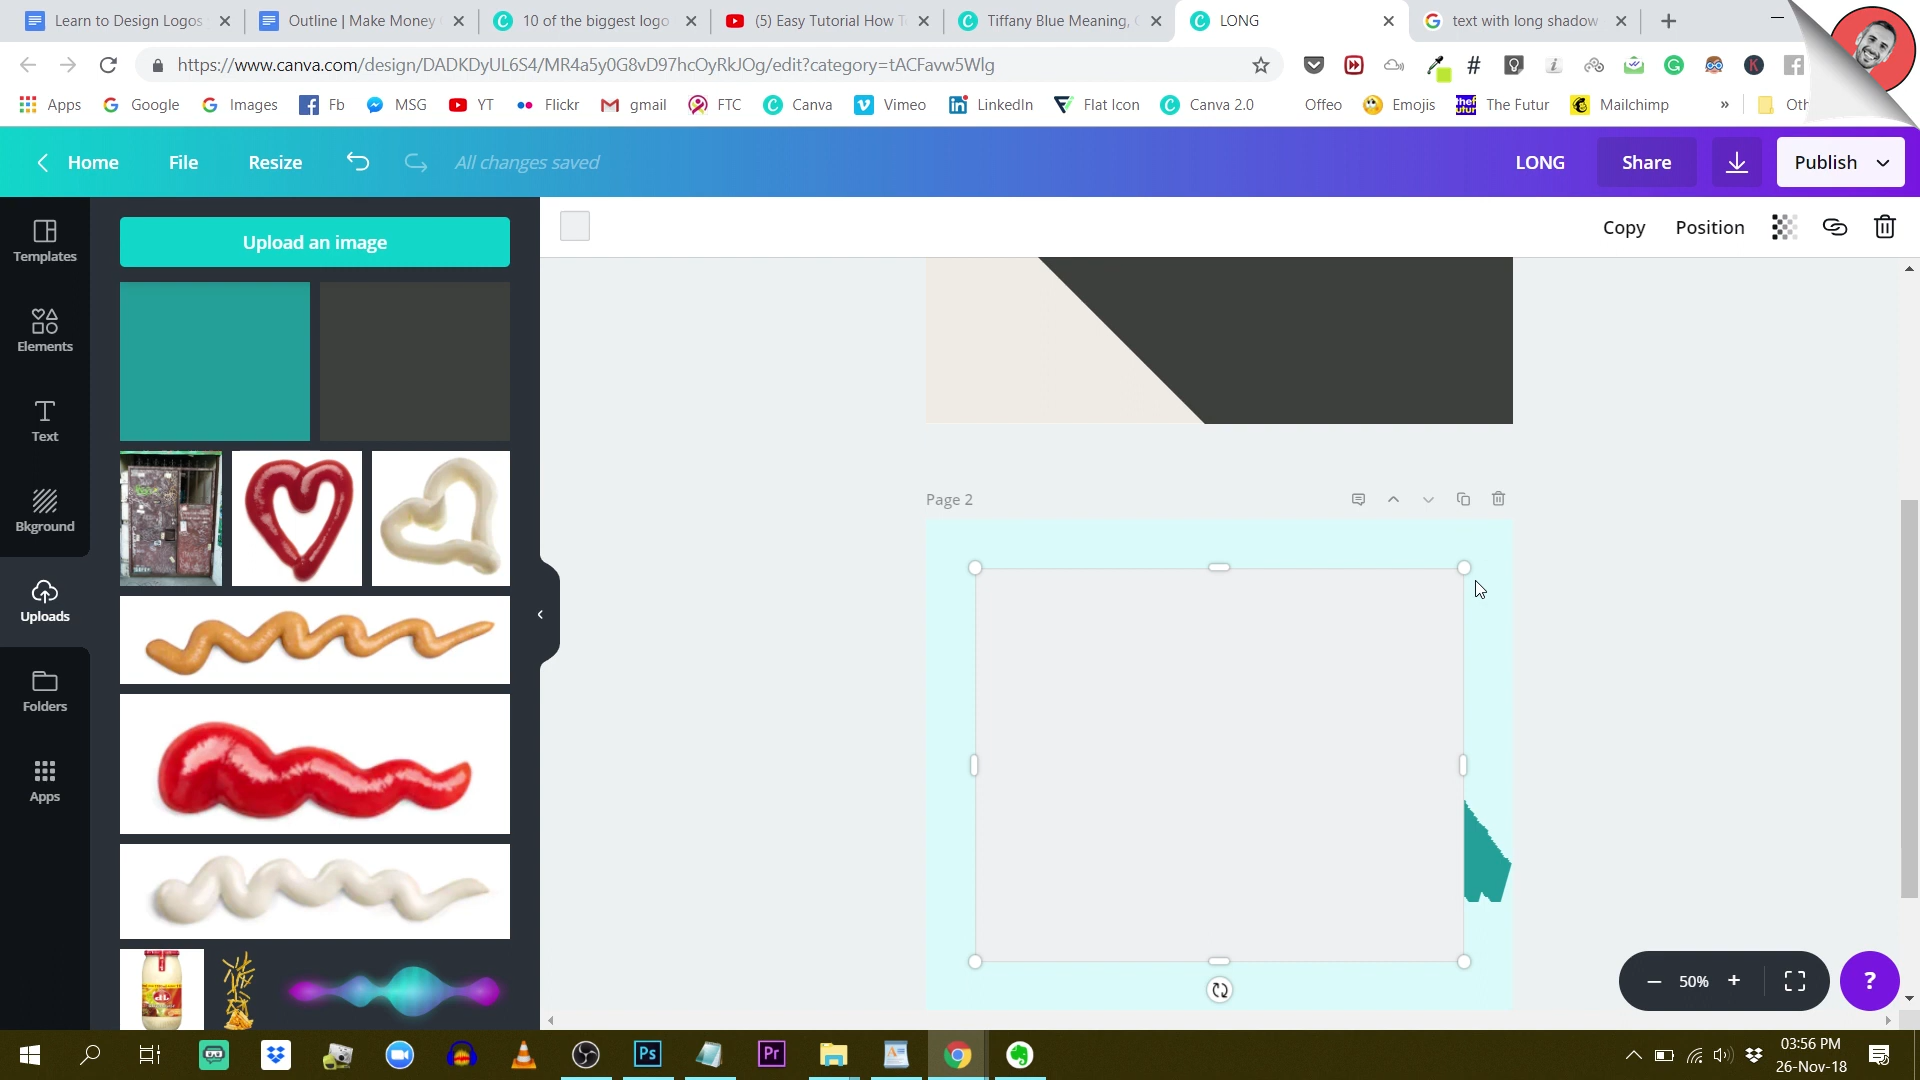 Learn to Design Logos
Outline | Make Money
10 of the biggest logo
(5) Easy Tutorial How T
Tiffany Blue Meaning,
LONG
text with long shadow
https://www.canva.com/design/DADKDyUL6S4/MR4a5y0G8vD97hcOyRkJOg/edit?category=tACFavw5Wlg
Apps
Google
Images
Fb
MSG
YT
Flickr
gmail
FTC
Canva
Vimeo
LinkedIn
Flat Icon
Canva 2.0
Offeo
Emojis
The Futur
Mailchimp
»
Oth
Home
File
Resize
All changes saved
LONG
Share
Publish
Templates
Elements
Text
Bkground
Uploads
Folders
Apps
Upload an image
Copy
Position
Page 2
50%
?
Ps
Pr
03:56 PM
26-Nov-18